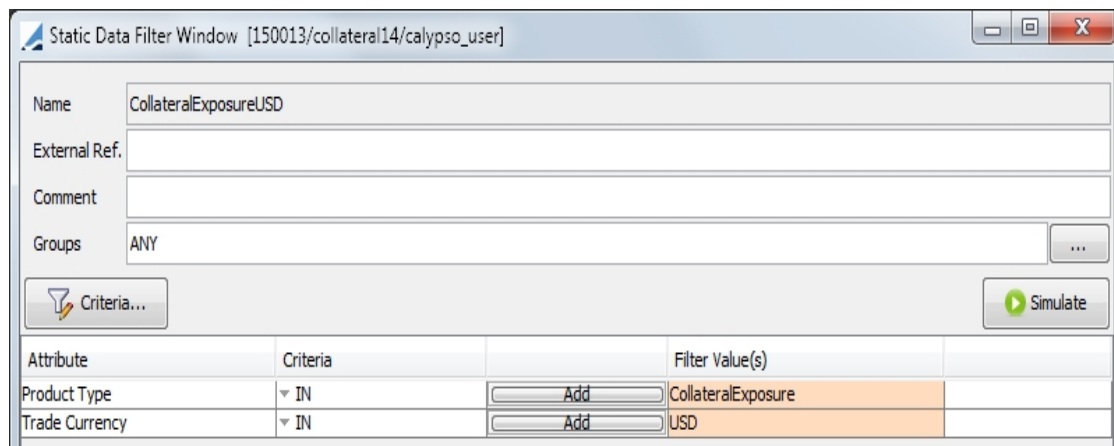 Static Data Filter Window [150013/collateral14/calypso_user]
Name CollateralExposureUSD
External Ref.
Comment
Groups ANY ...
Criteria... Simulate
Attribute Criteria Filter Value(s)
Product Type IN Add CollateralExposure
Trade Currency IN Add USD